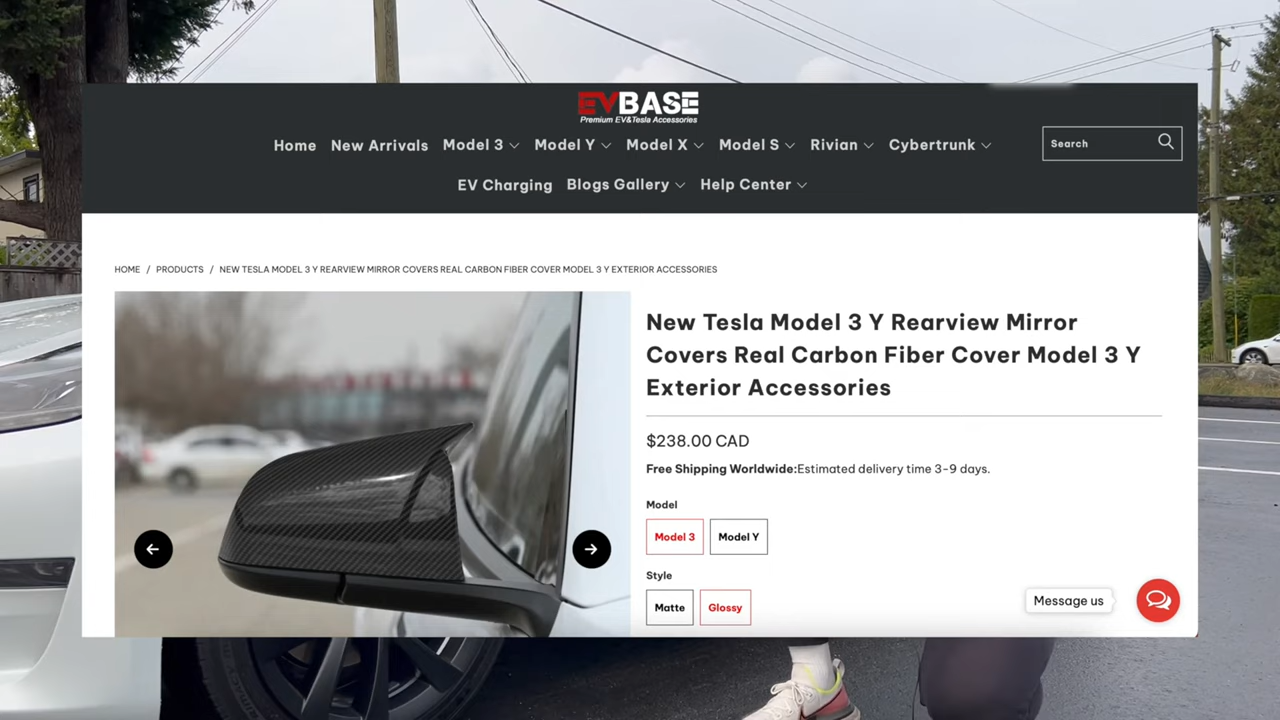 EVBASE
Premium EV&Tesla Accessories
Home New Arrivals Model 3 Model Y Model X Model S Rivian Cybertrunk
Search
EV Charging Blogs Gallery Help Center
HOME / PRODUCTS / NEW TESLA MODEL 3 Y REARVIEW MIRROR COVERS REAL CARBON FIBER COVER MODEL 3 Y EXTERIOR ACCESSORIES
New Tesla Model 3 Y Rearview Mirror
Covers Real Carbon Fiber Cover Model 3 Y
Exterior Accessories
$238.00 CAD
Free Shipping Worldwide:Estimated delivery time 3-9 days.
Model
Model 3 Model Y
Style
Matte Glossy
Message us